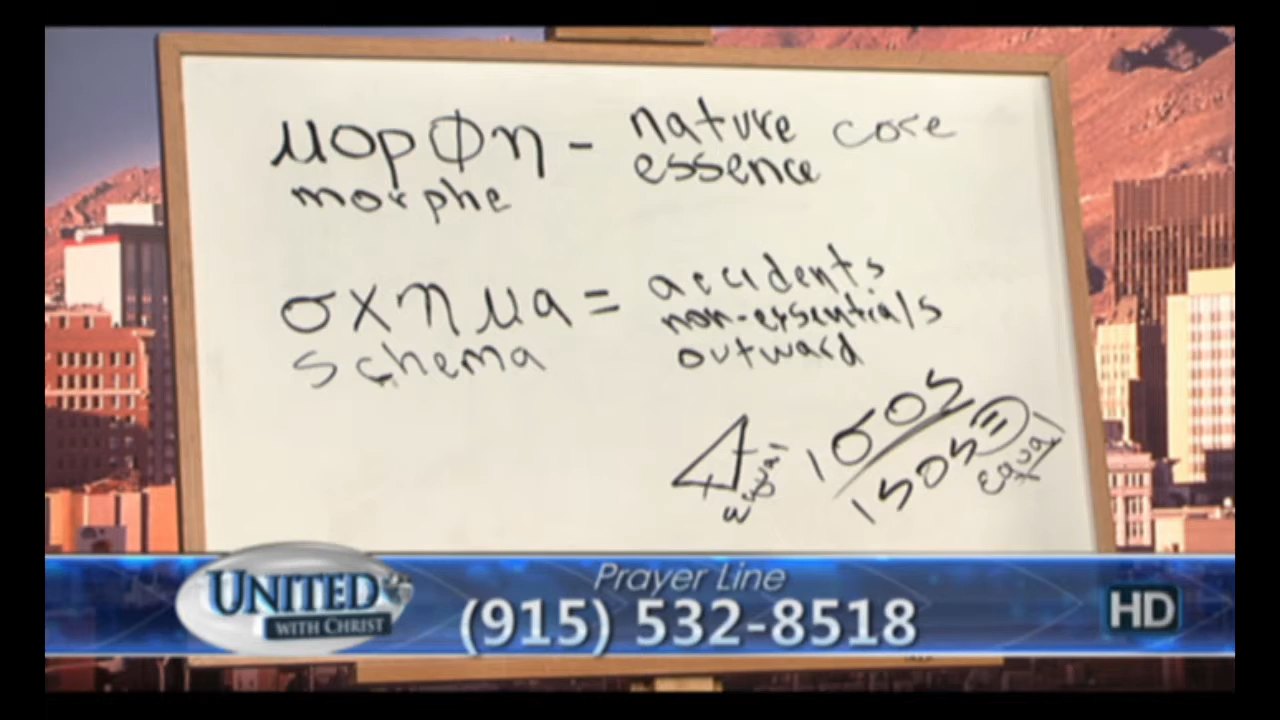 μορφη - nature core
essence
morphe
σχημα = accidents
non-essentials
outward
schema
equal
ισος
isos = equal
UNITED
WITH CHRIST
Prayer Line
(915) 532-8518
HD